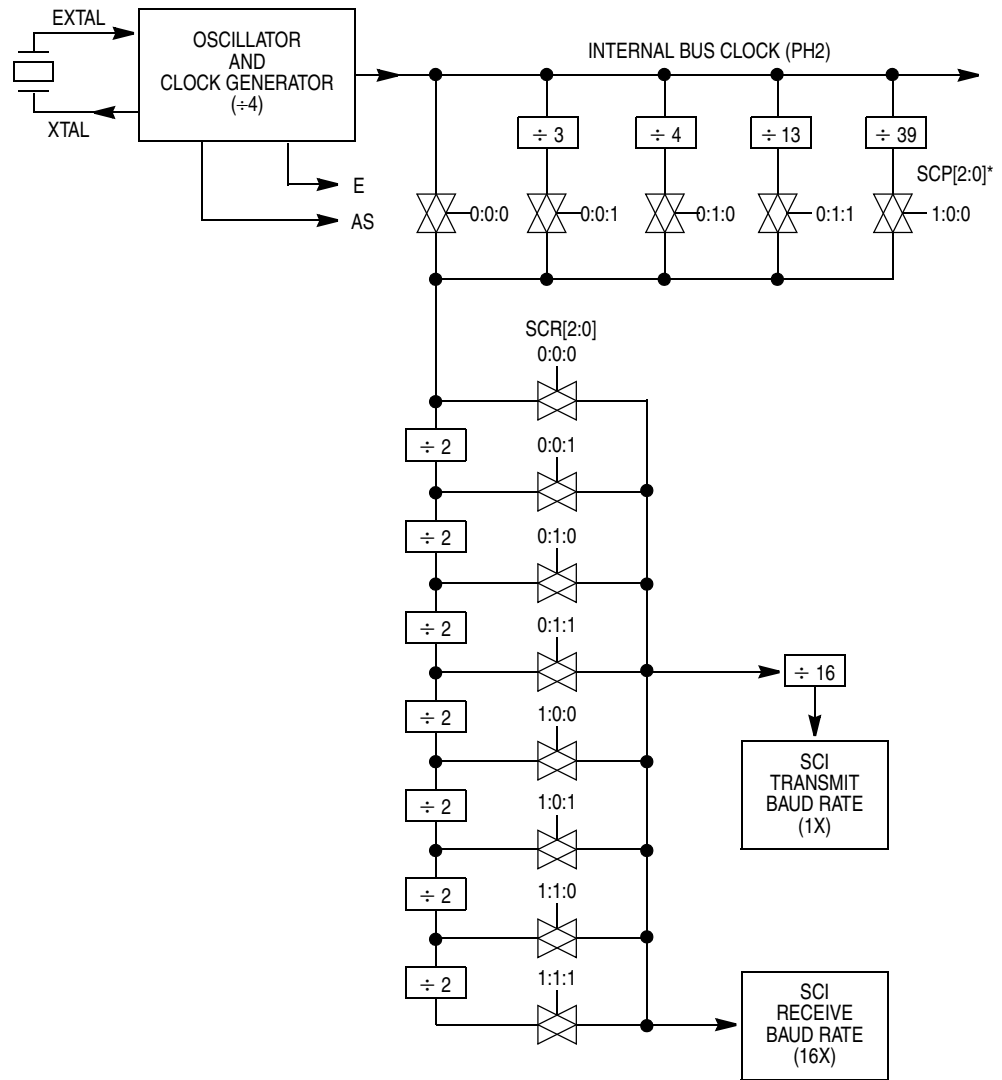 EXTAL
OSCILLATOR
AND
CLOCK GENERATOR
(÷4)
XTAL
E
AS
INTERNAL BUS CLOCK (PH2)
÷ 3
÷ 4
÷ 13
÷ 39
SCP[2:0]*
0:0:0
0:0:1
0:1:0
0:1:1
1:0:0
SCR[2:0]
0:0:0
÷ 2
0:0:1
÷ 2
0:1:0
÷ 2
0:1:1
÷ 16
÷ 2
1:0:0
SCI
TRANSMIT
BAUD RATE
(1X)
÷ 2
1:0:1
÷ 2
1:1:0
÷ 2
1:1:1
SCI
RECEIVE
BAUD RATE
(16X)